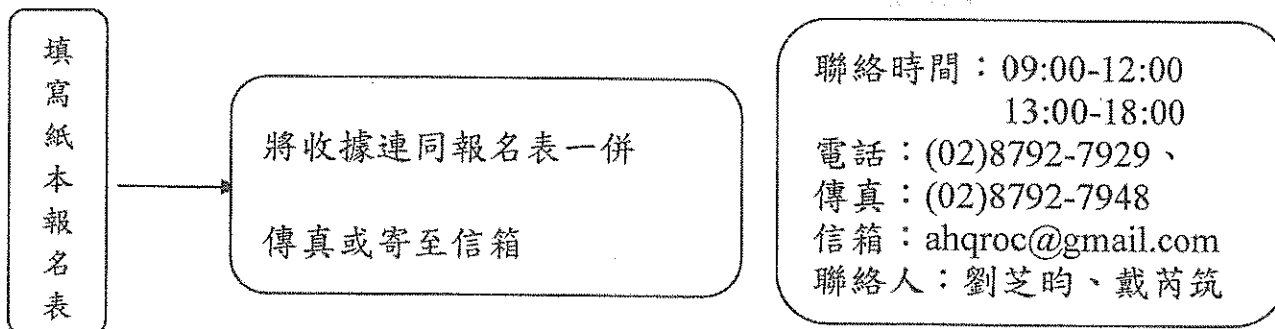 填寫紙本報名表
將收據連同報名表一併
傳真或寄至信箱
聯絡時間：09:00-12:00
13:00-18:00
電話：(02)8792-7929、
傳真：(02)8792-7948
信箱：ahqroc@gmail.com
聯絡人：劉芝昀、戴芮筑